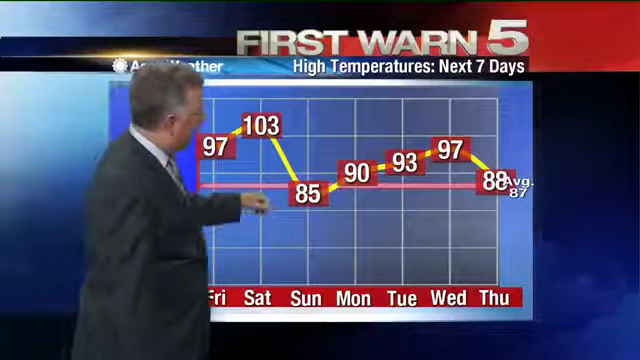 FIRST WARN 5
AccuWeather
High Temperatures: Next 7 Days
97
103
85
90
93
97
88
Avg.
87
Fri Sat Sun Mon Tue Wed Thu